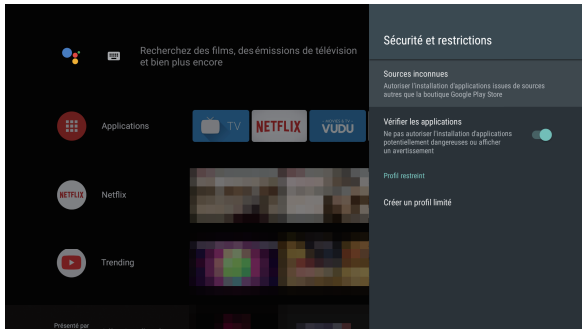 Recherchez des films, des émissions de télévision
et bien plus encore
Applications
TV
NETFLIX
VUDU
NETFLIX
Netflix
Trending
Présenté par
Sécurité et restrictions
Sources inconnues
Autoriser l'installation d'applications issues de sources
autres que la boutique Google Play Store
Vérifier les applications
Ne pas autoriser l'installation d'applications
potentiellement dangereuses ou afficher
un avertissement
Profil restreint
Créer un profil limité